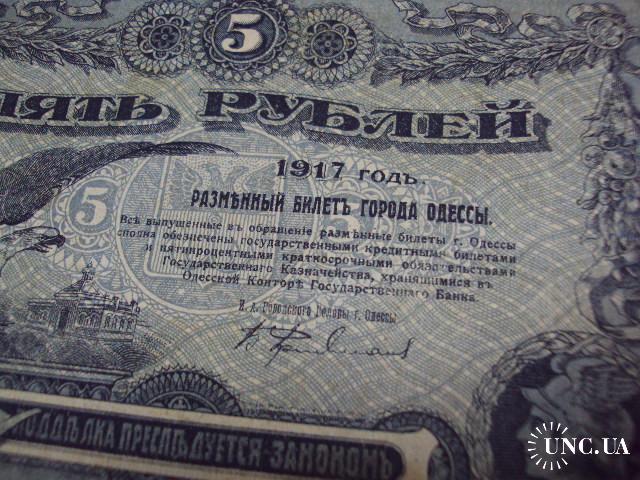 5
ПЯТЬ РУБЛЕЙ
5
1917 годъ.
РАЗМѢННЫЙ БИЛЕТЪ ГОРОДА ОДЕССЫ.
Всѣ выпущенные въ обращеніе размѣнные билеты г. Одессы
сполна обезпечены государственными кредитными билетами
и пятипроцентными краткосрочными обязательствами
Государственнаго Казначейства, хранящимися въ
Одесской Конторѣ Государственнаго Банка.
И. д. Городского Головы г. Одессы
ПОДДѢЛКА ПРЕСЛѢДУЕТСЯ ЗАКОНОМЪ
UNC.UA